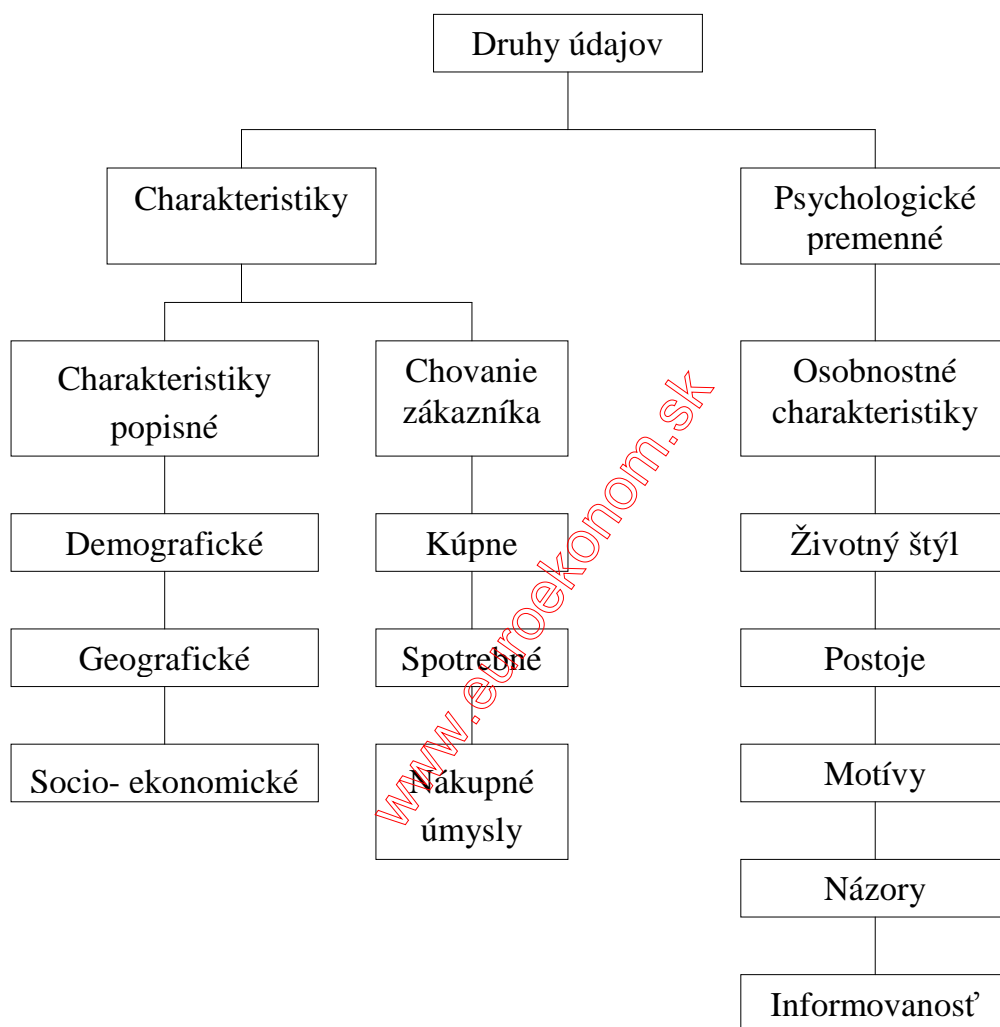 Druhy údajov
Charakteristiky
Psychologické
premenné
Charakteristiky
popisné
Chovanie
zákazníka
Osobnostné
charakteristiky
Demografické
Kúpne
Životný štýl
Geografické
Spotrebné
Postoje
Socio- ekonomické
Nákupné
úmysly
Motívy
Názory
Informovanosť
www.euroekonom.sk